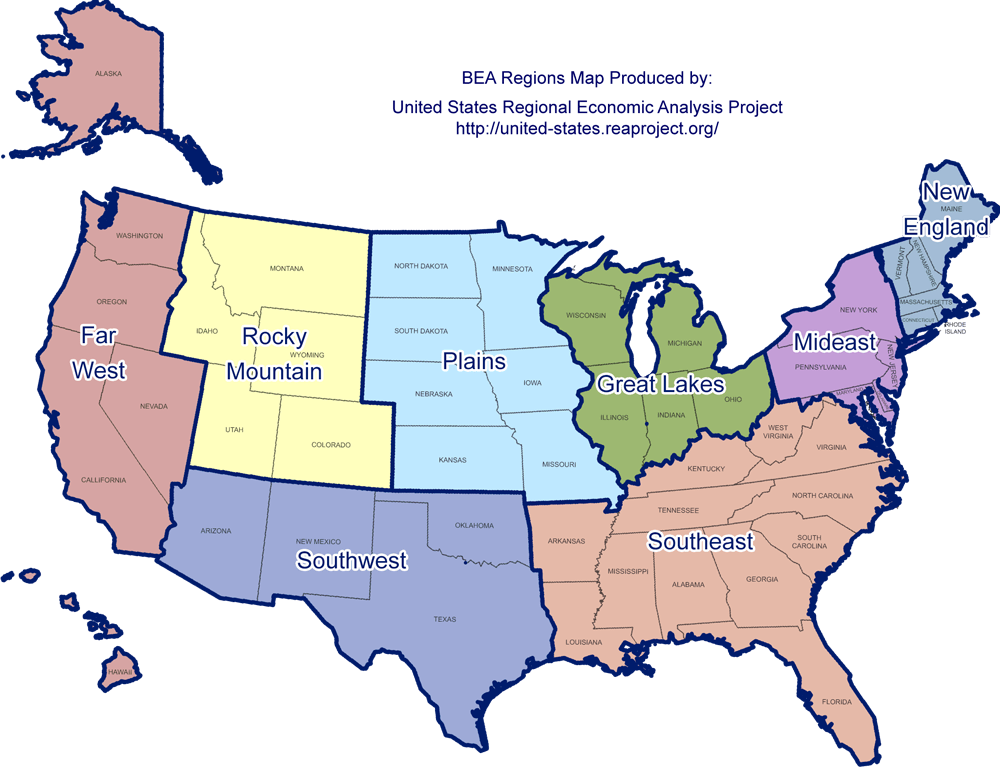 ALASKA
BEA Regions Map Produced by:
United States Regional Economic Analysis Project
http://united-states.reaproject.org/
New
MAINE
England
WASHINGTON
MONTANA
NORTH DAKOTA
MINNESOTA
VERMONT
NEW HAMPSHIRE
OREGON
IDAHO
WYOMING
SOUTH DAKOTA
WISCONSIN
MICHIGAN
NEW YORK
MASSACHUSETTS
CONNECTICUT
RHODE
ISLAND
Far
West
Rocky
Mountain
Plains
Great Lakes
Mideast
PENNSYLVANIA
NEW JERSEY
MARYLAND
NEVADA
NEBRASKA
IOWA
ILLINOIS
INDIANA
OHIO
UTAH
COLORADO
KANSAS
MISSOURI
WEST
VIRGINIA
VIRGINIA
KENTUCKY
CALLIFORNIA
ARIZONA
NEW MEXICO
OKLAHOMA
ARKANSAS
TENNESSEE
NORTH CAROLINA
SOUTH
CAROLINA
Southwest
Southeast
MISSISSIPPI
ALABAMA
GEORGIA
TEXAS
LOUISIANA
FLORIDA
HAWAII